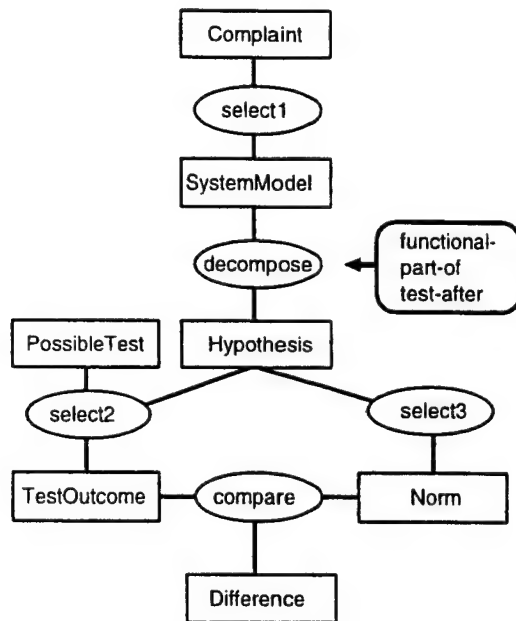 Complaint
select1
SystemModel
decompose
functional-
part-of
test-after
PossibleTest
Hypothesis
select2
select3
TestOutcome
compare
Norm
Difference